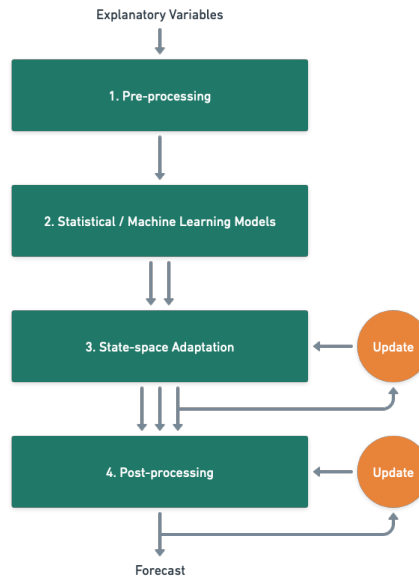 Explanatory Variables
1. Pre-processing
2. Statistical / Machine Learning Models
3. State-space Adaptation
Update
4. Post-processing
Update
Forecast